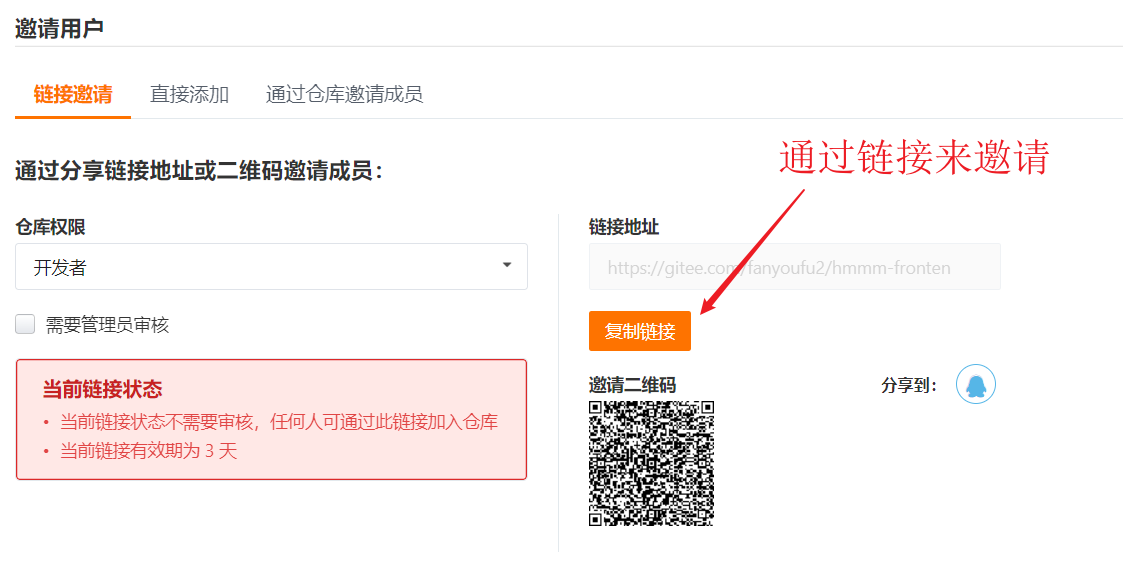 邀请用户
链接邀请
直接添加
通过仓库邀请成员
通过链接来邀请
通过分享链接地址或二维码邀请成员：
仓库权限
开发者
需要管理员审核
当前链接状态
• 当前链接状态不需要审核，任何人可通过此链接加入仓库
• 当前链接有效期为 3 天
链接地址
https://gitee.com/fanyoufu2/hmmm-fronten
复制链接
邀请二维码
分享到：